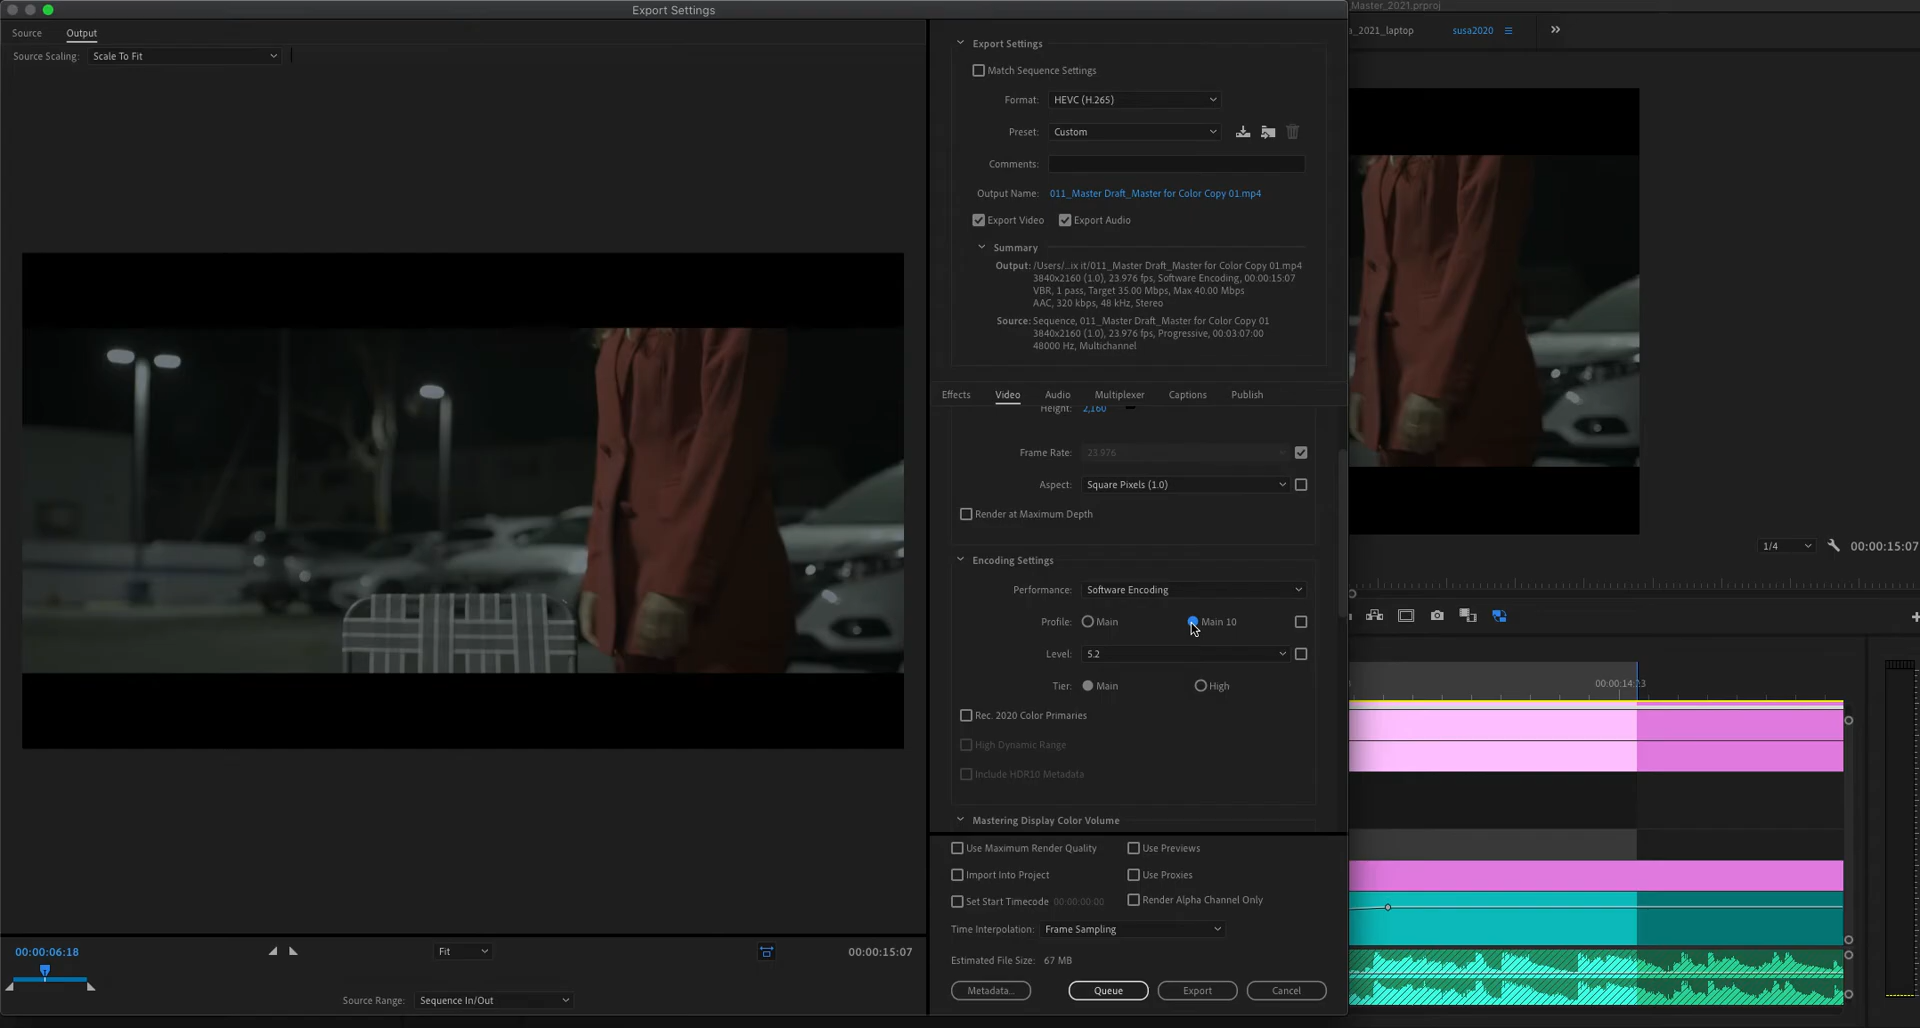 Export Settings
_Master_2021.prproj
Source
Output
a_2021_laptop
susa2020
Source Scaling: Scale To Fit
Export Settings
Match Sequence Settings
Format: HEVC (H.265)
Preset: Custom
Comments:
Output Name: 011_Master Draft_Master for Color Copy 01.mp4
Export Video
Export Audio
Summary
Output: /Users/...ix it/011_Master Draft_Master for Color Copy 01.mp4
3840x2160 (1.0), 23.976 fps, Software Encoding, 00:00:15:07
VBR, 1 pass, Target 35.00 Mbps, Max 40.00 Mbps
AAC, 320 kbps, 48 kHz, Stereo
Source: Sequence, 011_Master Draft_Master for Color Copy 01
3840x2160 (1.0), 23.976 fps, Progressive, 00:03:07:00
48000 Hz, Multichannel
Effects
Video
Audio
Multiplexer
Captions
Publish
Height: 2,160
Frame Rate: 23.976
Aspect: Square Pixels (1.0)
Render at Maximum Depth
1/4
00:00:15:07
Encoding Settings
Performance: Software Encoding
Profile: Main
Main 10
Level: 5.2
Tier: Main
High
00:00:14:23
Rec. 2020 Color Primaries
High Dynamic Range
Include HDR10 Metadata
Mastering Display Color Volume
Use Maximum Render Quality
Use Previews
Import Into Project
Use Proxies
Set Start Timecode 00:00:00:00
Render Alpha Channel Only
Time Interpolation: Frame Sampling
Estimated File Size: 67 MB
Metadata...
Queue
Export
Cancel
00:00:06:18
Fit
00:00:15:07
Source Range: Sequence In/Out